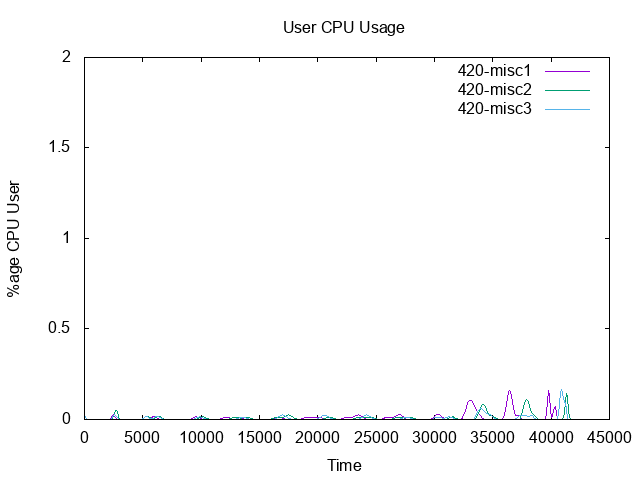 User CPU Usage
420-misc1
420-misc2
420-misc3
2
1.5
1
0.5
0
%age CPU User
0 5000 10000 15000 20000 25000 30000 35000 40000 45000
Time